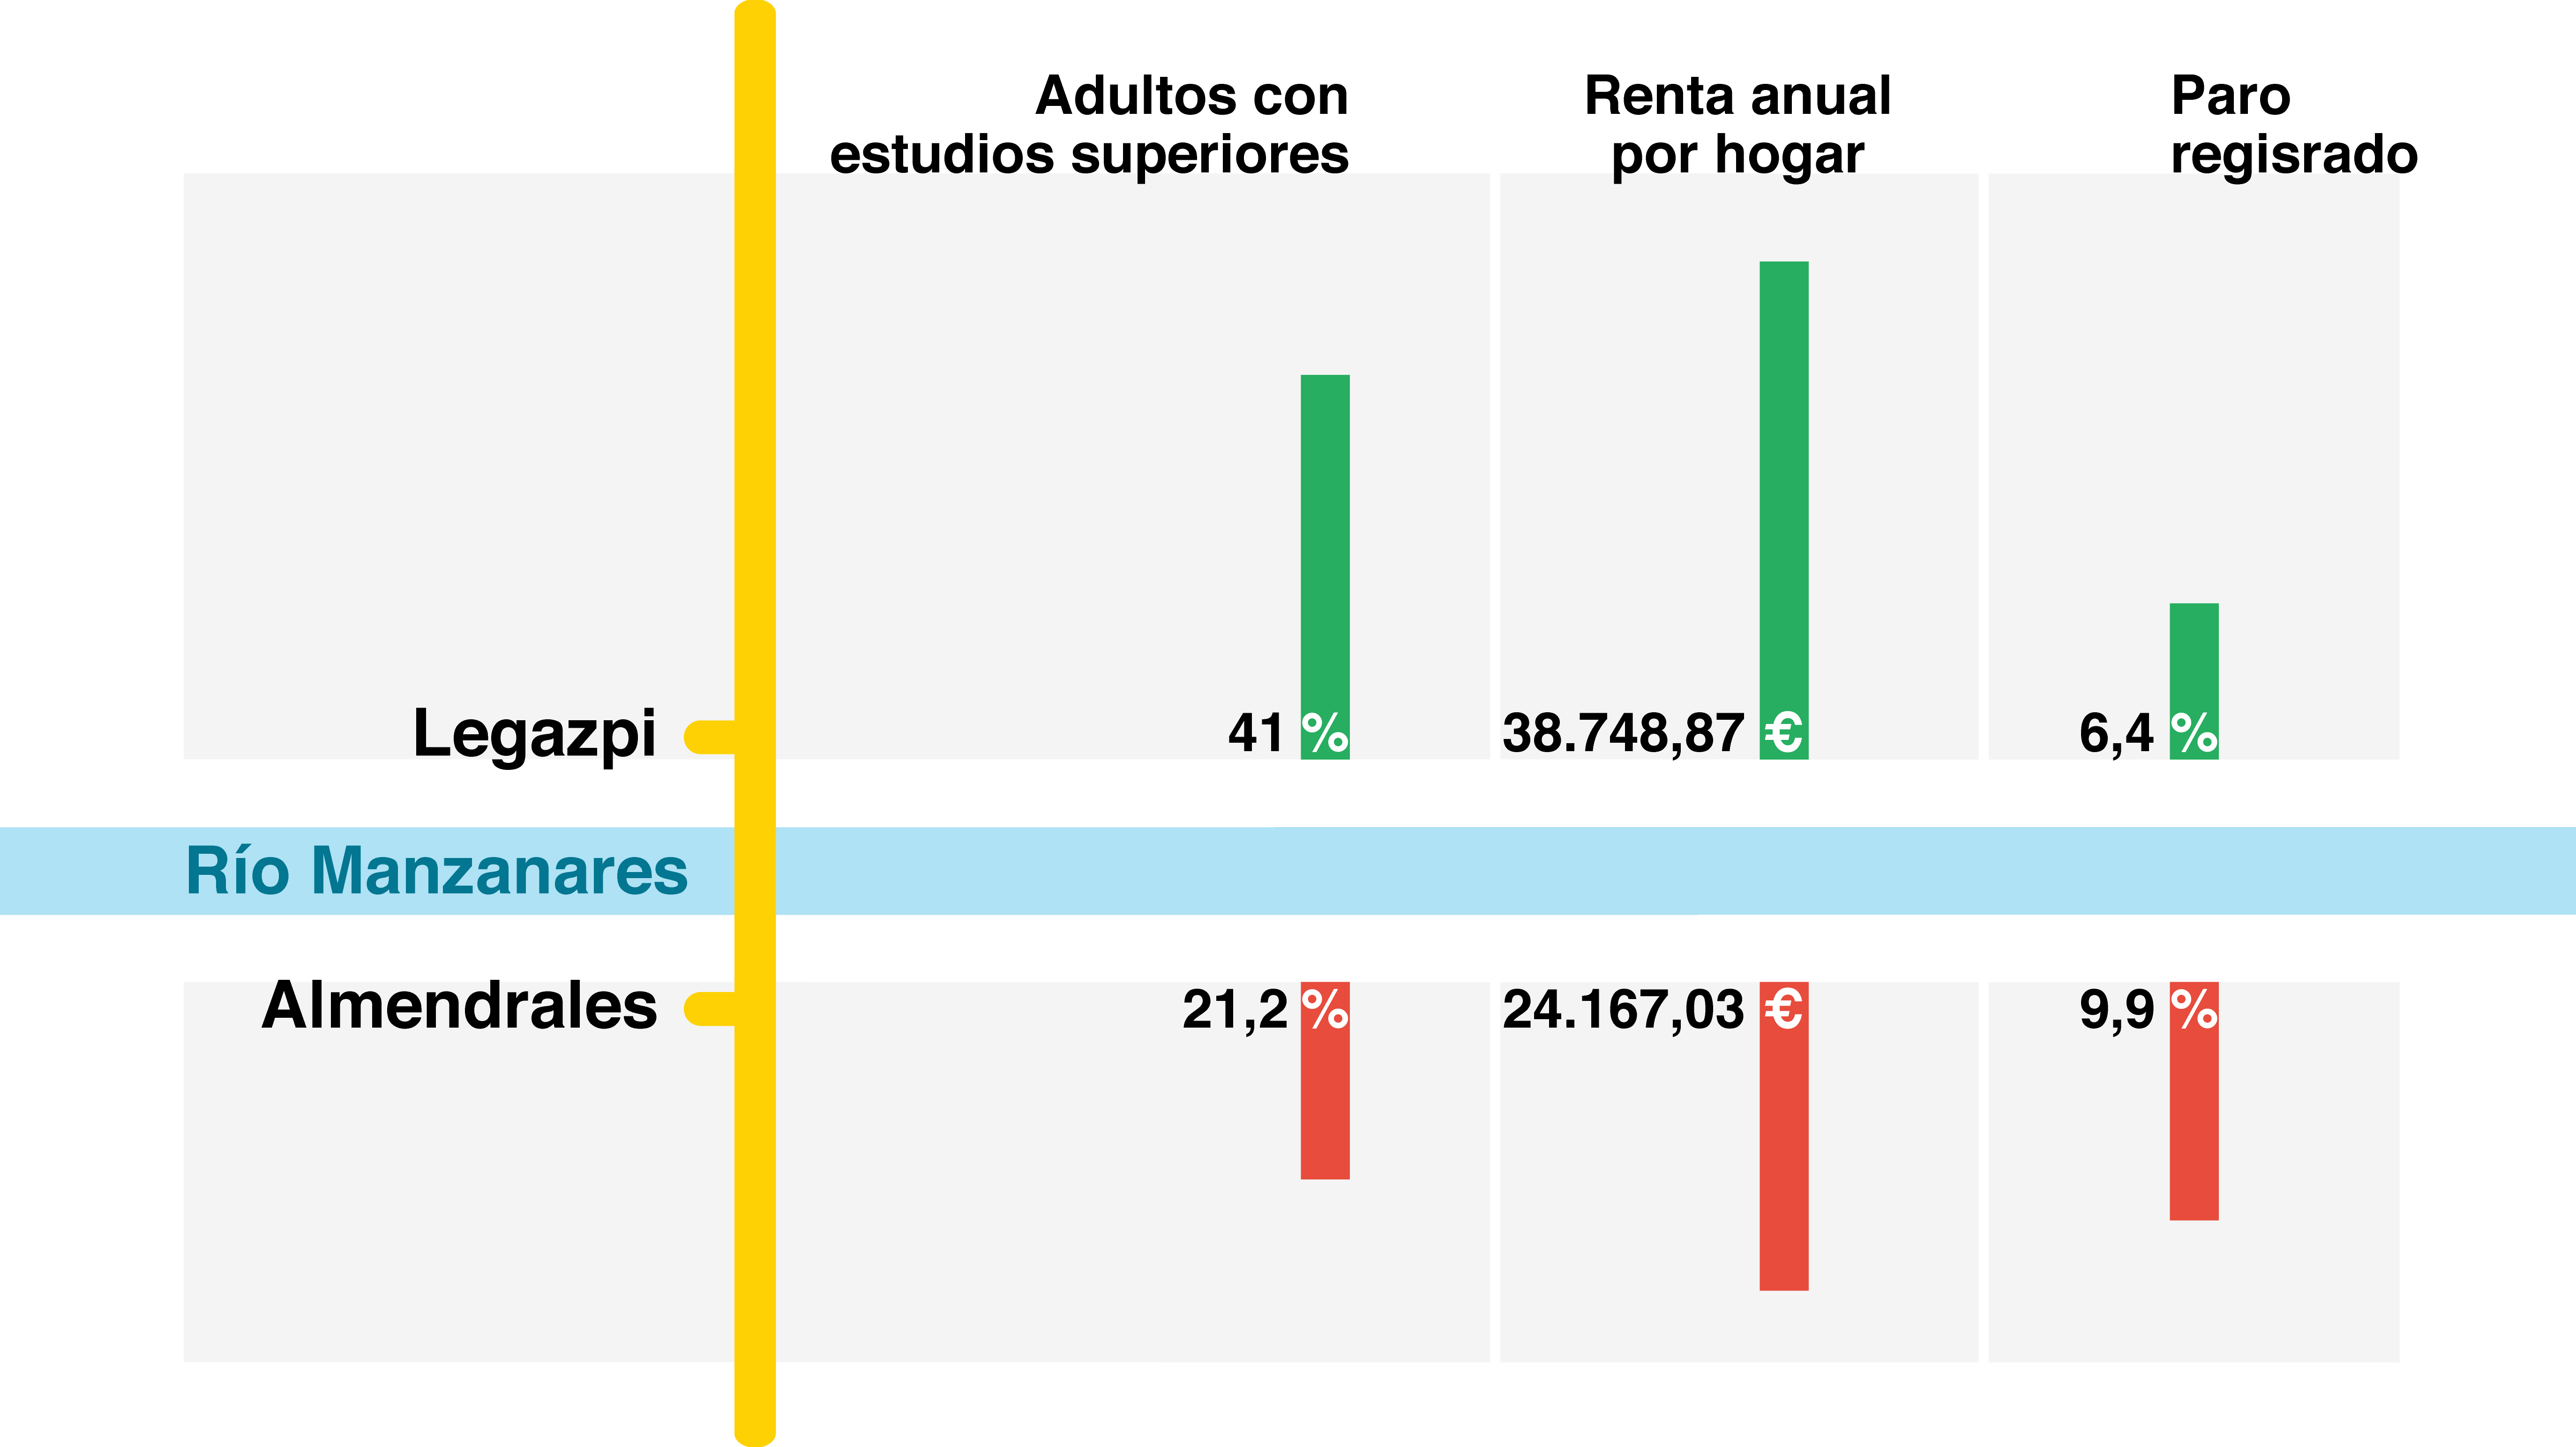 Adultos con
estudios superiores
Renta anual
por hogar
Paro
regisrado
Legazpi
41 %
38.748,87 €
6,4 %
Río Manzanares
Almendrales
21,2 %
24.167,03 €
9,9 %